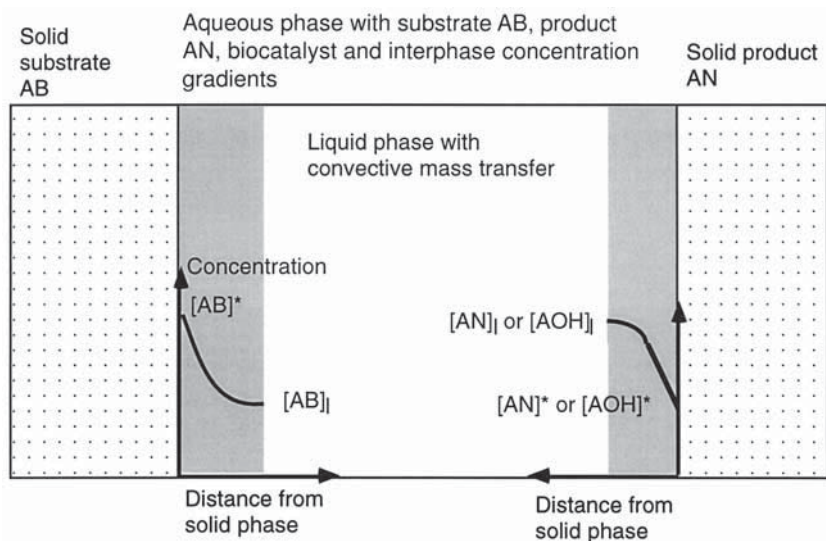 Solid
substrate
AB
Aqueous phase with substrate AB, product
AN, biocatalyst and interphase concentration
gradients
Solid product
AN
Liquid phase with
convective mass transfer
Concentration
[AB]*
[AB]l
[AN]l or [AOH]l
[AN]* or [AOH]*
Distance from
solid phase
Distance from
solid phase